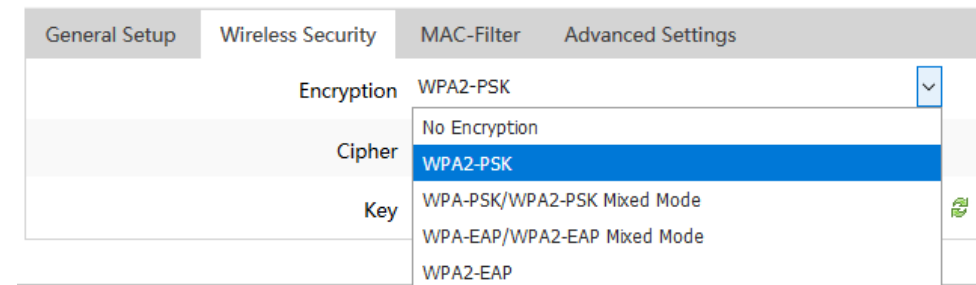 General Setup Wireless Security MAC-Filter Advanced Settings
Encryption WPA2-PSK
No Encryption
Cipher
WPA2-PSK
WPA-PSK/WPA2-PSK Mixed Mode
Key
WPA-EAP/WPA2-EAP Mixed Mode
WPA2-EAP